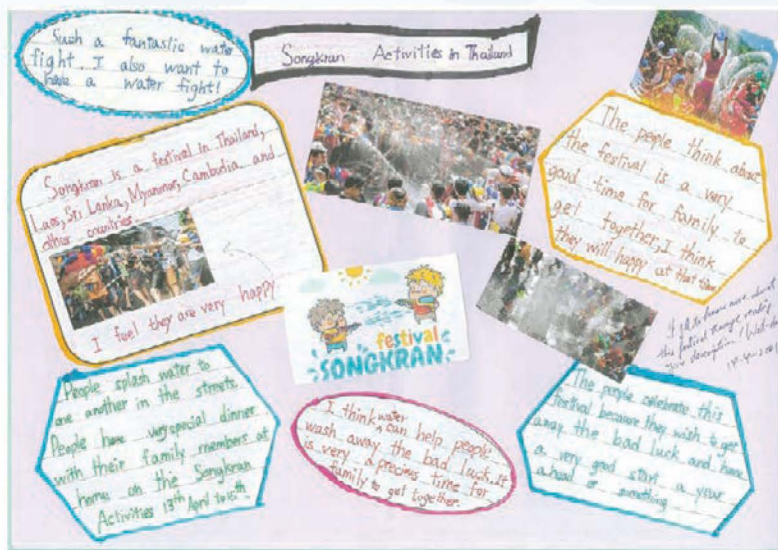 Such a fantastic water
fight. I also want to
have a water fight!
Songkran Activities in Thailand
Songkran is a festival in Thailand,
Laos, Sri Lanka, Myanmar, Cambodia and
other countries
I feel they are very happy
The people think about
the festival is a very
good time for family to
get together, I think
they will happy at that time
festival
SONGKRAN
this festival
your description
People splash water to
one another in the streets.
People have very special dinner
with their family members at
home on the Songkran
Activities 13th April to 15th.
I think water can help people
wash away the bad luck. it
is very a precious time for
family to get together.
The people celebrate this
festival because they wish to get
away the bad luck and have
a very good start a year
ahead or something